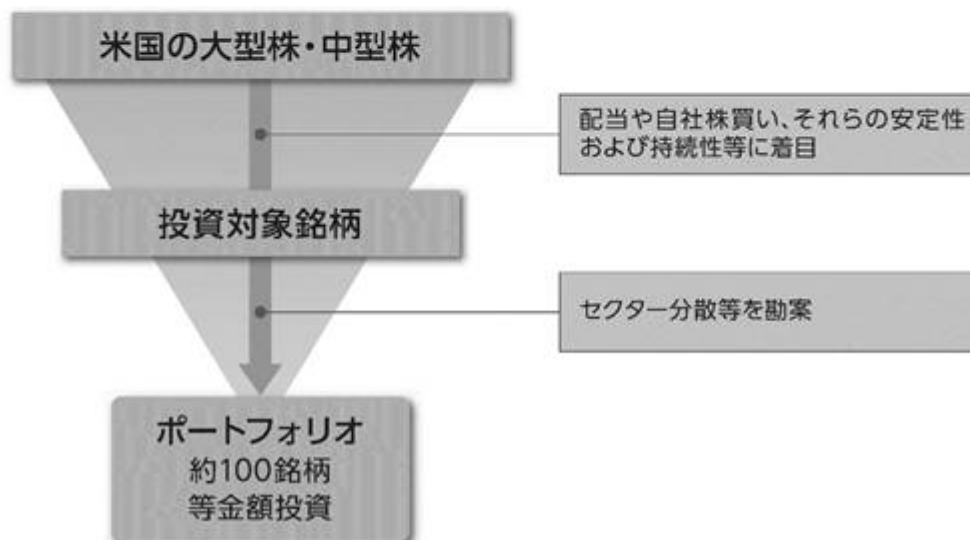 米国の大型株・中型株
配当や自社株買い、それらの安定性
および持続性等に着目
投資対象銘柄
セクター分散等を勘案
ポートフォリオ
約100銘柄
等金額投資